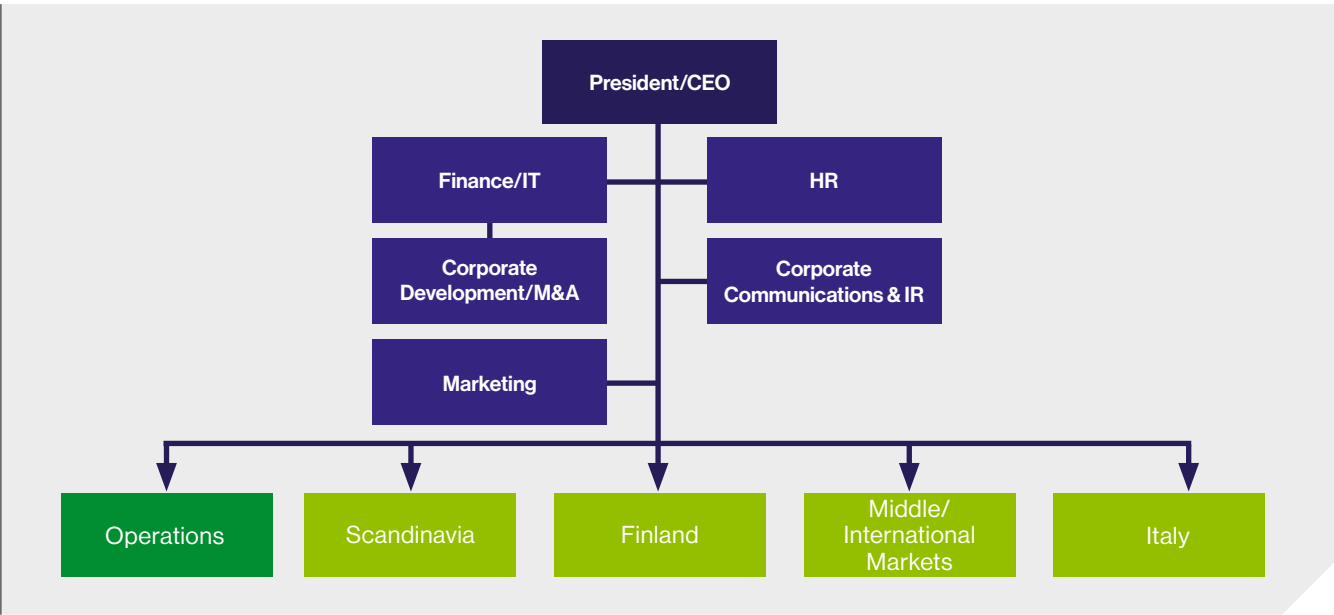 President/CEO
Finance/IT
HR
Corporate
Development/M&A
Corporate
Communications & IR
Marketing
Operations
Scandinavia
Finland
Middle/
International
Markets
Italy